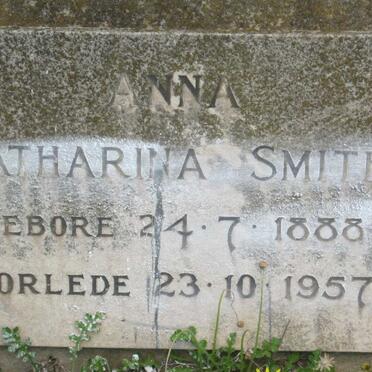 ANNA
ATHARINA SMITH
EBORE 24·7·1888
ORLEDE 23·10·1957